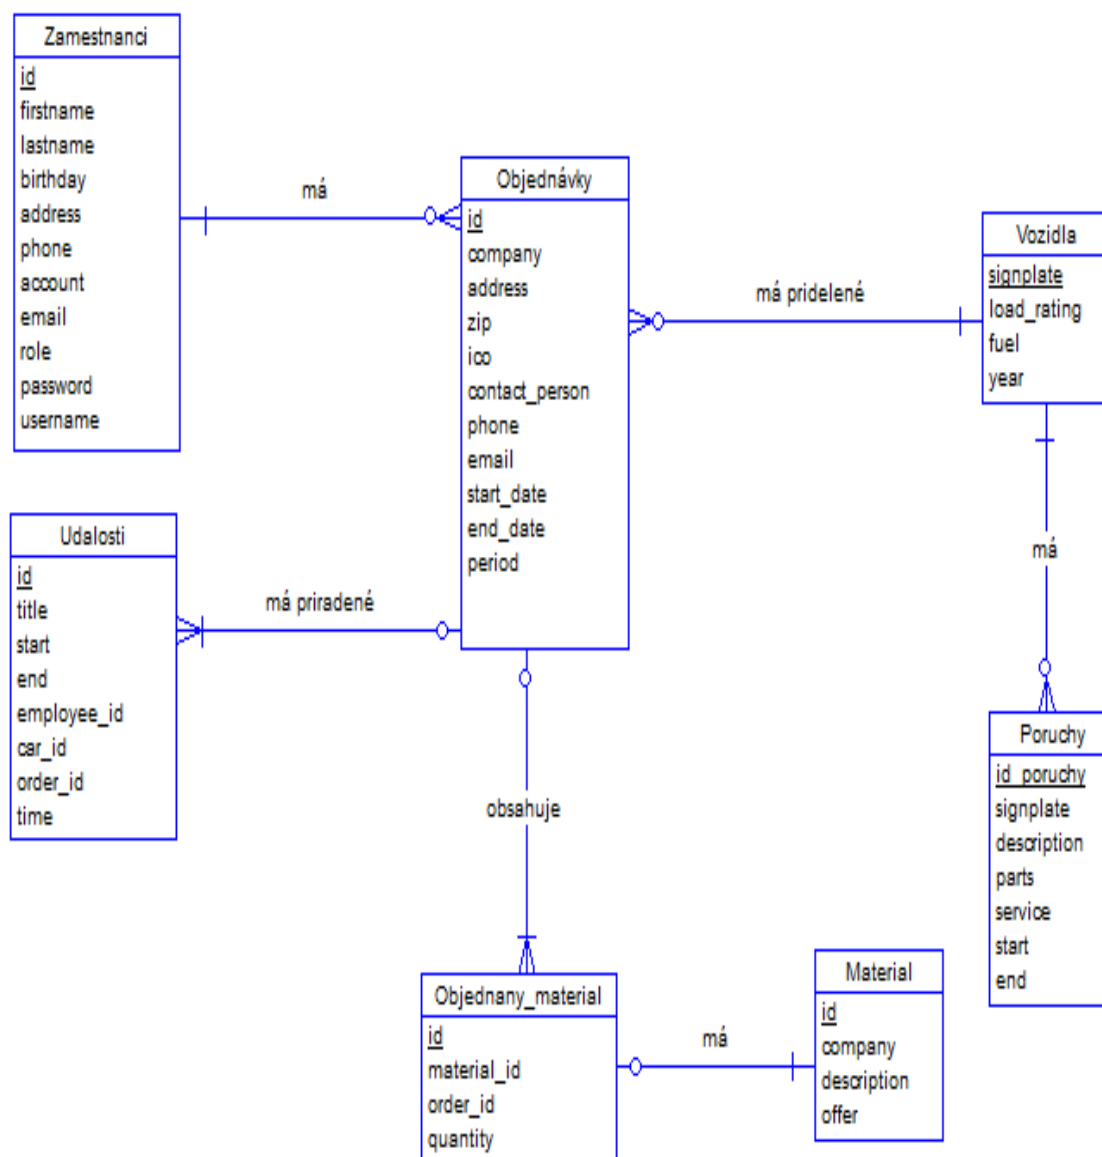 Zamestnanci
id
firstname
lastname
birthday
address
phone
account
email
role
password
username
má
Objednávky
id
company
address
zip
ico
contact_person
phone
email
start_date
end_date
period
má pridelené
Vozidla
signplate
load_rating
fuel
year
Udalosti
id
title
start
end
employee_id
car_id
order_id
time
má priradené
má
obsahuje
Poruchy
id_poruchy
signplate
description
parts
service
start
end
Objednany_material
id
material_id
order_id
quantity
má
Material
id
company
description
offer